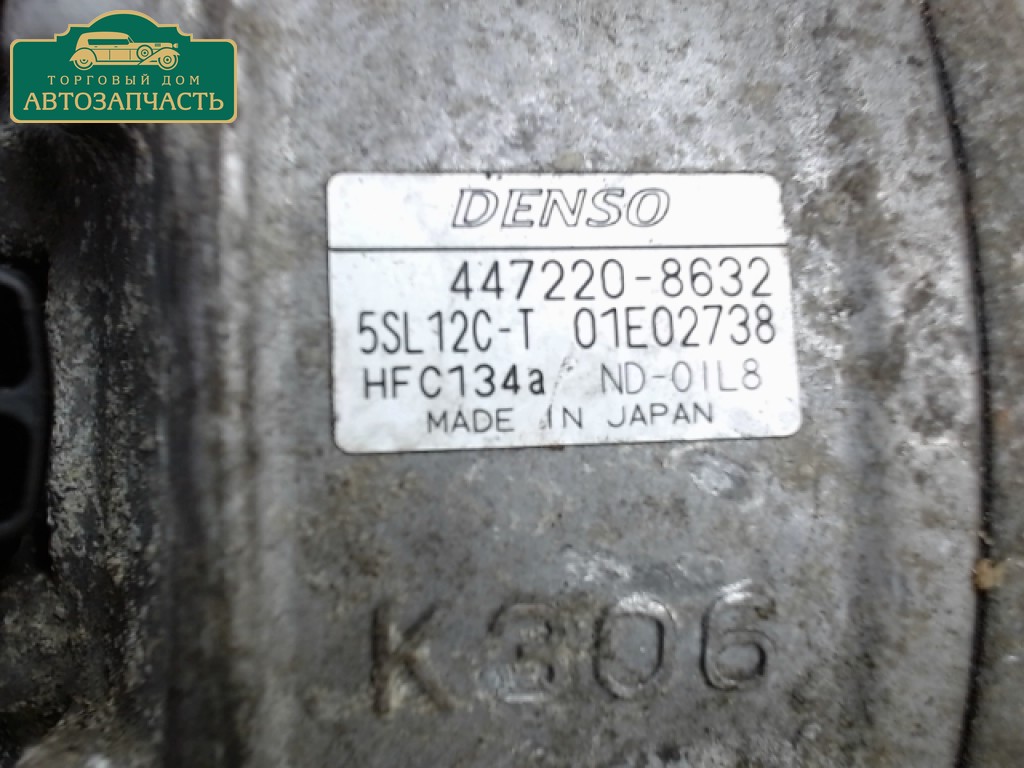 ТОРГОВЫЙ ДОМ
АВТОЗАПЧАСТЬ
DENSO
447220-8632
5SL12C-T 01E02738
HFC134a ND-OIL8
MADE IN JAPAN
K306